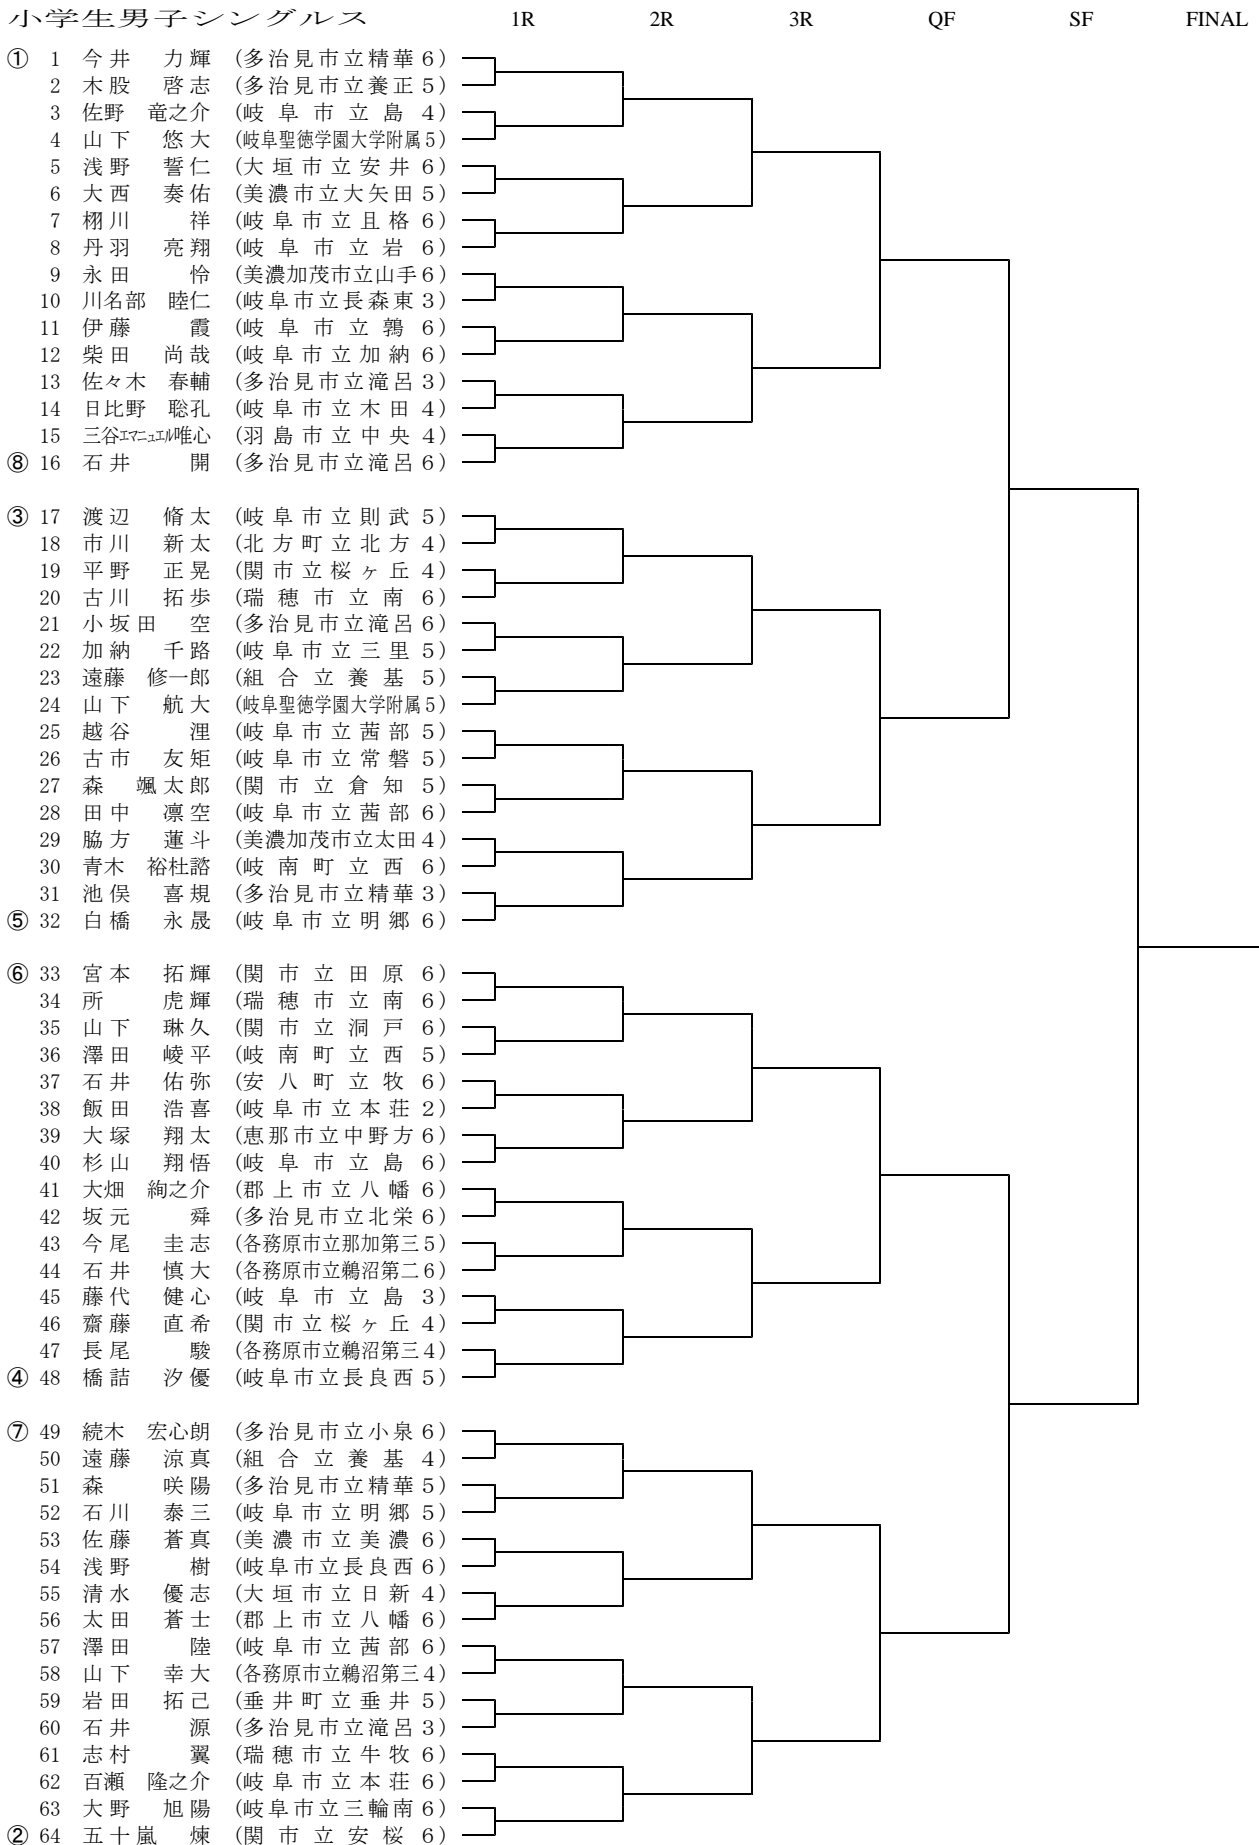 小学生男子シングルス 1R 2R 3R QF SF FINAL
① 1 今井 力輝 (多治見市立精華 6)
2 木股 啓志 (多治見市立養正 5)
3 佐野 竜之介 (岐阜市立島 4)
4 山下 悠大 (岐阜聖徳学園大学附属 5)
5 浅野 誓仁 (大垣市立安井 6)
6 大西 奏佑 (美濃市立大矢田 5)
7 栩川 祥 (岐阜市立且格 6)
8 丹羽 亮翔 (岐阜市立岩 6)
9 永田 怜 (美濃加茂市立山手 6)
10 川名部 睦仁 (岐阜市立長森東 3)
11 伊藤 霞 (岐阜市立鶉 6)
12 柴田 尚哉 (岐阜市立加納 6)
13 佐々木 春輔 (多治見市立滝呂 3)
14 日比野 聡孔 (岐阜市立木田 4)
15 三谷エマニュエル唯心 (羽島市立中央 4)
⑧ 16 石井 開 (多治見市立滝呂 6)
③ 17 渡辺 脩太 (岐阜市立則武 5)
18 市川 新太 (北方町立北方 4)
19 平野 正晃 (関市立桜ヶ丘 4)
20 古川 拓歩 (瑞穂市立南 6)
21 小坂田 空 (多治見市立滝呂 6)
22 加納 千路 (岐阜市立三里 5)
23 遠藤 修一郎 (組合立養基 5)
24 山下 航大 (岐阜聖徳学園大学附属 5)
25 越谷 浬 (岐阜市立茜部 5)
26 古市 友矩 (岐阜市立常磐 5)
27 森 颯太郎 (関市立倉知 5)
28 田中 凛空 (岐阜市立茜部 6)
29 脇方 蓮斗 (美濃加茂市立太田 4)
30 青木 裕杜諮 (岐南町立西 6)
31 池俣 喜規 (多治見市立精華 3)
⑤ 32 白橋 永晟 (岐阜市立明郷 6)
⑥ 33 宮本 拓輝 (関市立田原 6)
34 所 虎輝 (瑞穂市立南 6)
35 山下 琳久 (関市立洞戸 6)
36 澤田 崚平 (岐南町立西 5)
37 石井 佑弥 (安八町立牧 6)
38 飯田 浩喜 (岐阜市立本荘 2)
39 大塚 翔太 (恵那市立中野方 6)
40 杉山 翔悟 (岐阜市立島 6)
41 大畑 絢之介 (郡上市立八幡 6)
42 坂元 舜 (多治見市立北栄 6)
43 今尾 圭志 (各務原市立那加第三 5)
44 石井 慎大 (各務原市立鵜沼第二 6)
45 藤代 健心 (岐阜市立島 3)
46 齋藤 直希 (関市立桜ヶ丘 4)
47 長尾 駿 (各務原市立鵜沼第三 4)
④ 48 橋詰 汐優 (岐阜市立長良西 5)
⑦ 49 続木 宏心朗 (多治見市立小泉 6)
50 遠藤 涼真 (組合立養基 4)
51 森 咲陽 (多治見市立精華 5)
52 石川 泰三 (岐阜市立明郷 5)
53 佐藤 蒼真 (美濃市立美濃 6)
54 浅野 樹 (岐阜市立長良西 6)
55 清水 優志 (大垣市立日新 4)
56 太田 蒼士 (郡上市立八幡 6)
57 澤田 陸 (岐阜市立茜部 6)
58 山下 幸大 (各務原市立鵜沼第三 4)
59 岩田 拓己 (垂井町立垂井 5)
60 石井 源 (多治見市立滝呂 3)
61 志村 翼 (瑞穂市立牛牧 6)
62 百瀬 隆之介 (岐阜市立本荘 6)
63 大野 旭陽 (岐阜市立三輪南 6)
② 64 五十嵐 煉 (関市立安桜 6)